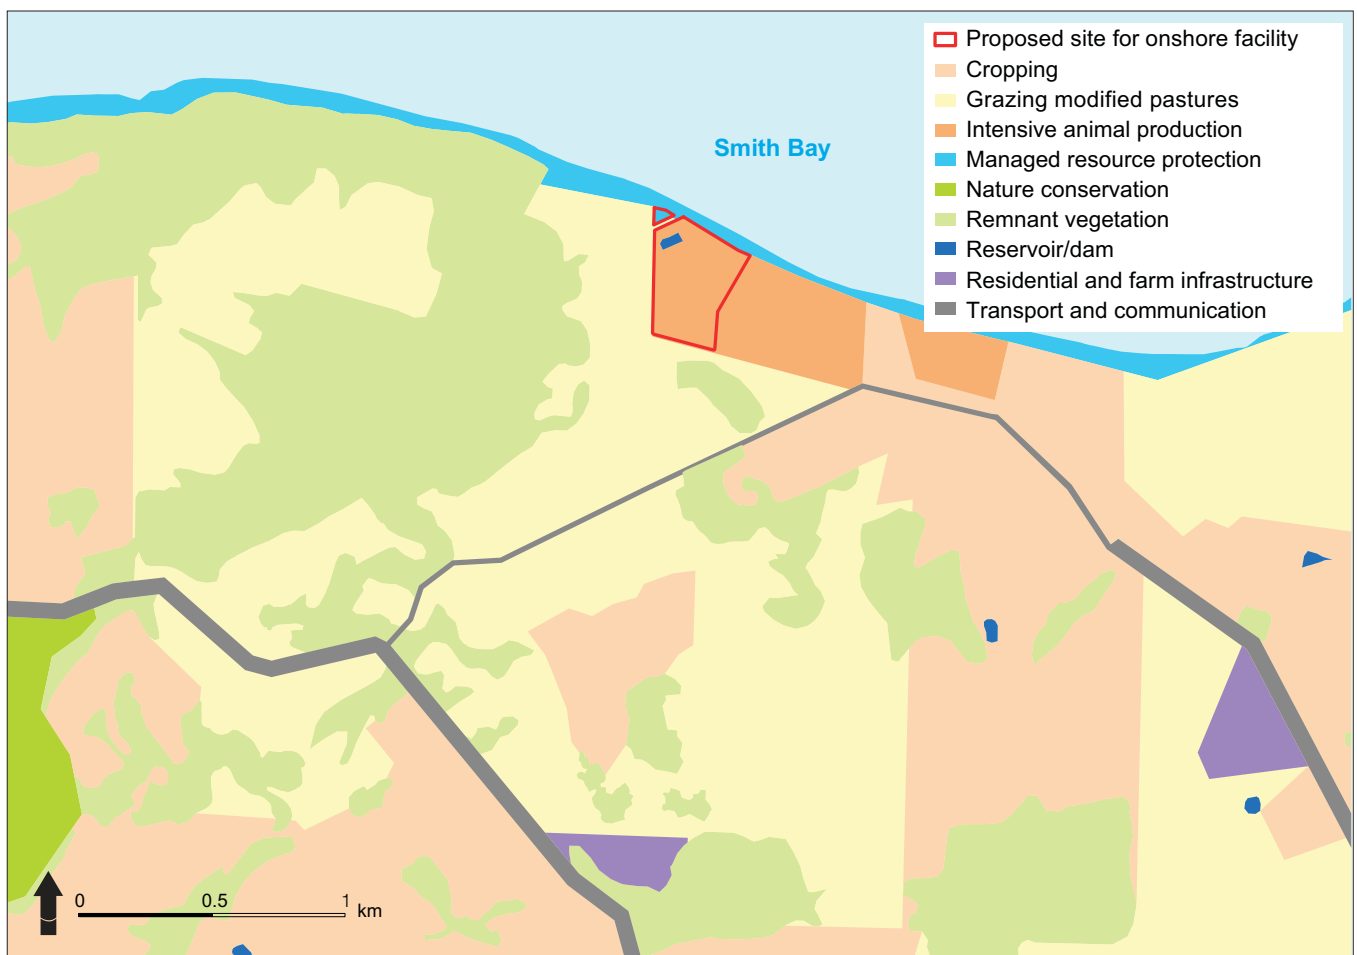 Proposed site for onshore facility
Cropping
Grazing modified pastures
Intensive animal production
Managed resource protection
Nature conservation
Remnant vegetation
Reservoir/dam
Residential and farm infrastructure
Transport and communication
Smith Bay
0 0.5 1 km